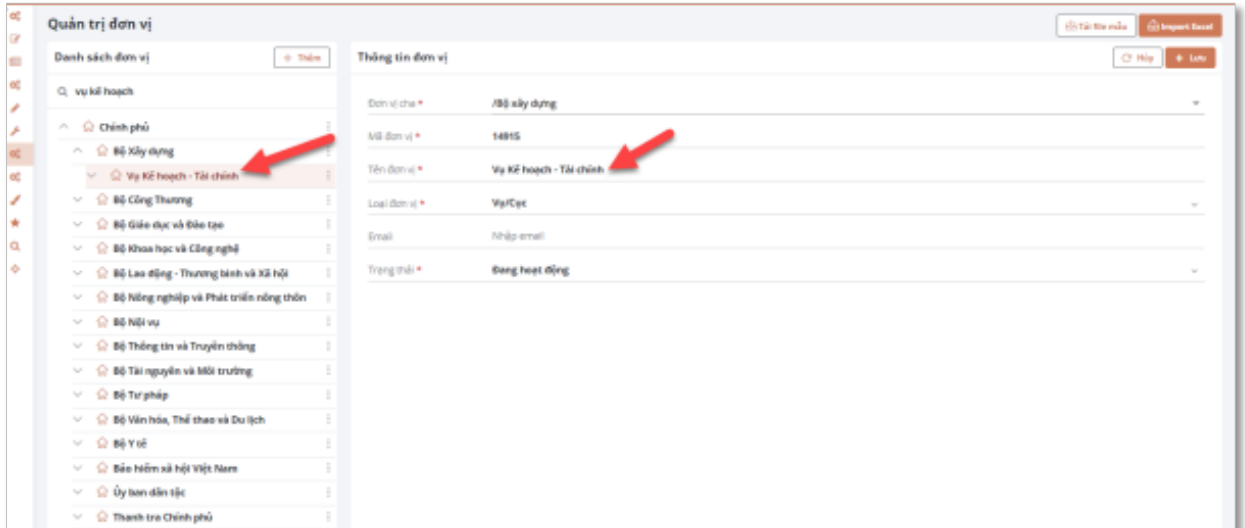 Quản trị đơn vị
Tải file mẫu
Import Excel
Danh sách đơn vị
+ Thêm
Thông tin đơn vị
Hủy
+ Lưu
vụ kế hoạch
Đơn vị cha *
/Bộ xây dựng
Chính phủ
Mã đơn vị *
14915
Bộ Xây dựng
Tên đơn vị *
Vụ Kế hoạch - Tài chính
Vụ Kế hoạch - Tài chính
Bộ Công Thương
Loại đơn vị *
Vụ/Cục
Bộ Giáo dục và Đào tạo
Email
Nhập email
Bộ Khoa học và Công nghệ
Trạng thái *
Đang hoạt động
Bộ Lao động - Thương binh và Xã hội
Bộ Nông nghiệp và Phát triển nông thôn
Bộ Nội vụ
Bộ Thông tin và Truyền thông
Bộ Tài nguyên và Môi trường
Bộ Tư pháp
Bộ Văn hóa, Thể thao và Du lịch
Bộ Y tế
Bảo hiểm xã hội Việt Nam
Ủy ban dân tộc
Thanh tra Chính phủ